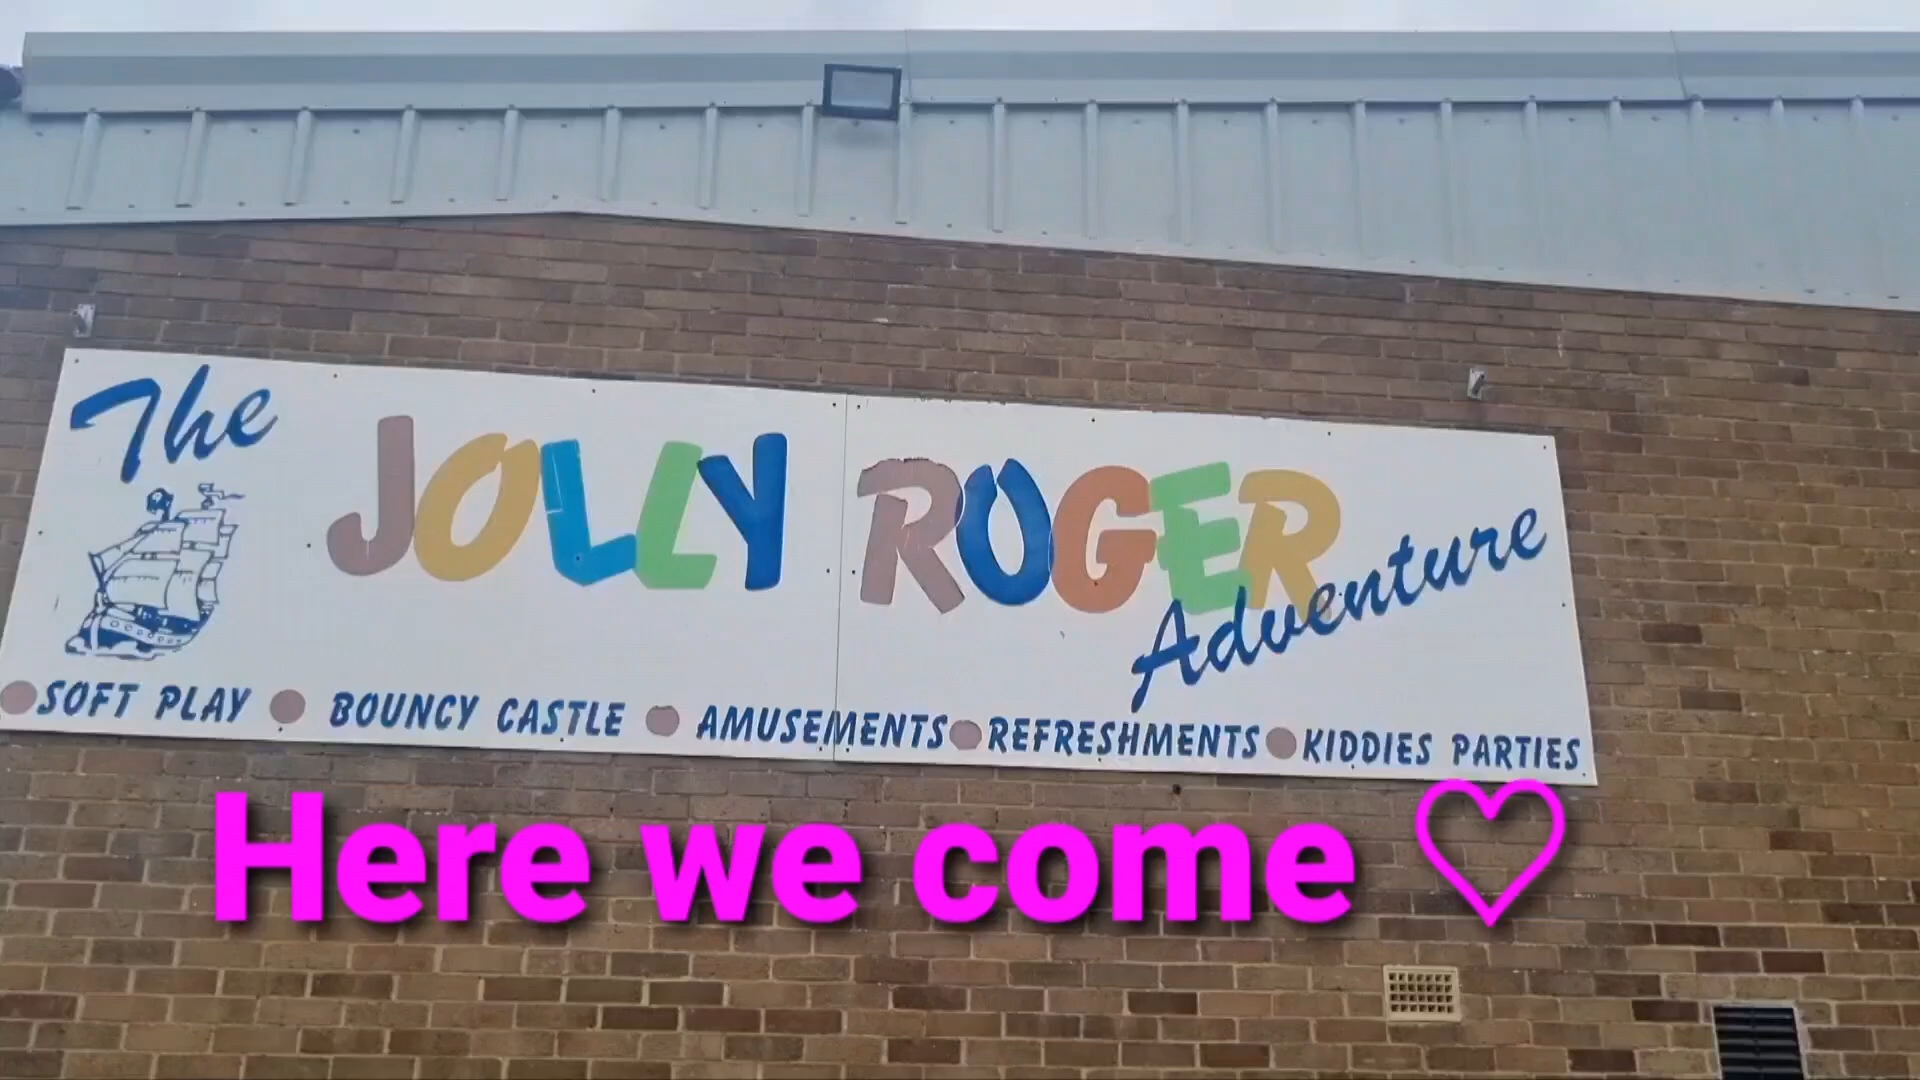 The
JOLLY ROGER
Adventure
SOFT PLAY • BOUNCY CASTLE • AMUSEMENTS • REFRESHMENTS • KIDDIES PARTIES
Here we come ♡